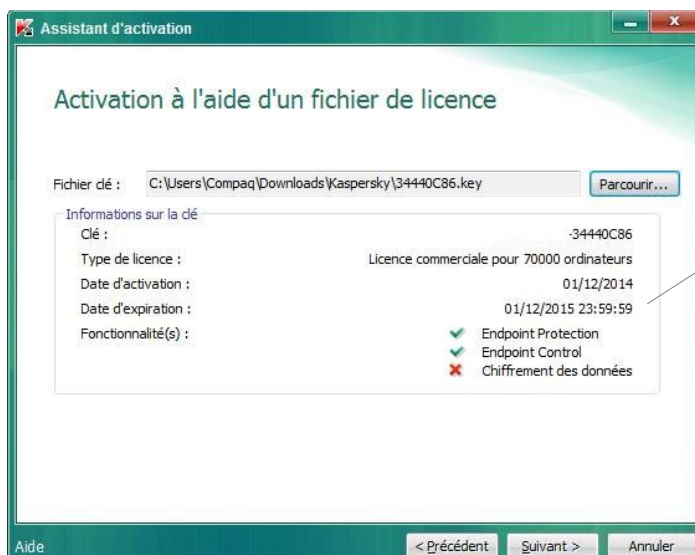 Assistant d'activation
Activation à l'aide d'un fichier de licence
Fichier clé : C:\Users\Compaq\Downloads\Kaspersky\34440C86.key Parcourir...
Informations sur la clé
Clé : -34440C86
Type de licence : Licence commerciale pour 70000 ordinateurs
Date d'activation : 01/12/2014
Date d'expiration : 01/12/2015 23:59:59
Fonctionnalité(s) : Endpoint Protection
Endpoint Control
Chiffrement des données
Aide < Précédent Suivant > Annuler